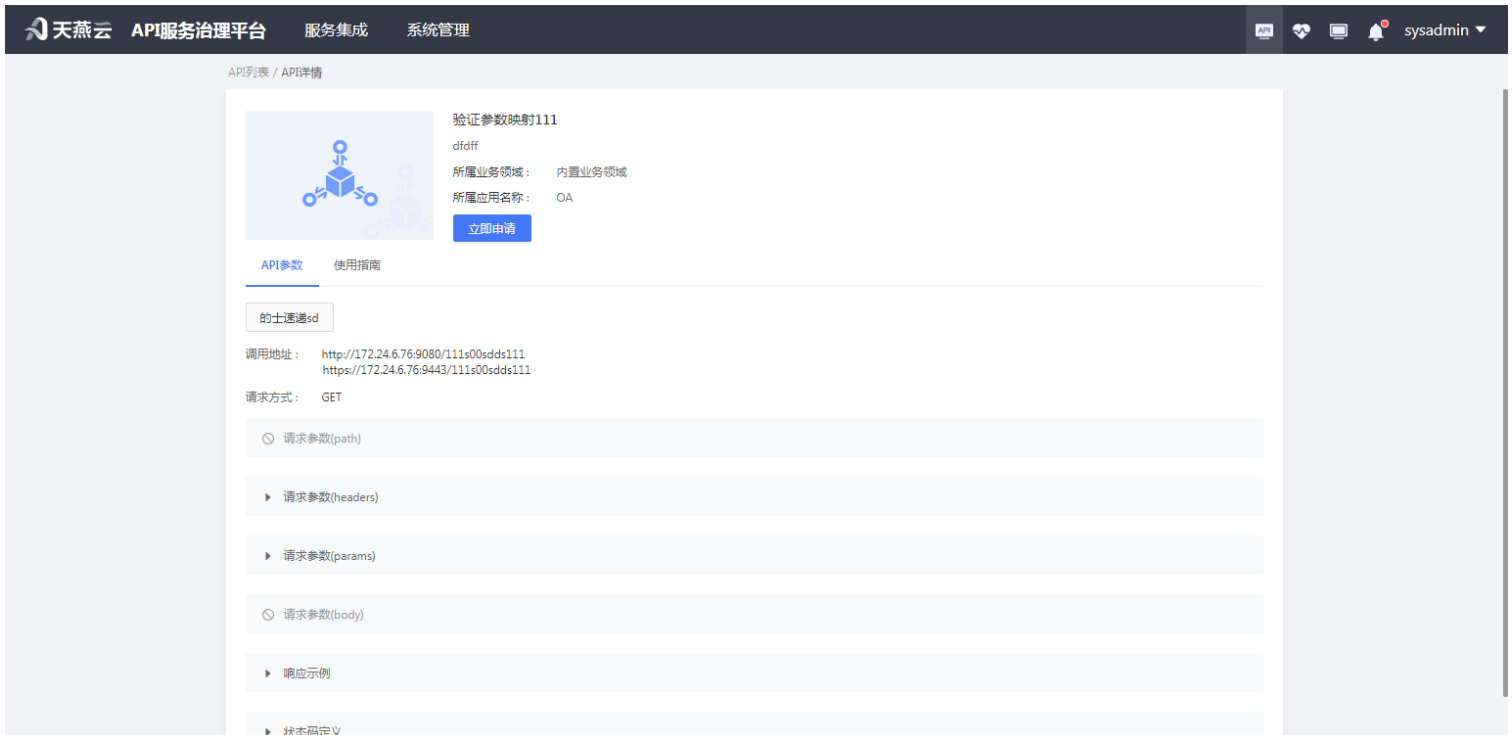 天燕云 API服务治理平台 服务集成 系统管理 API sysadmin
API列表 / API详情
验证参数映射111
dfdff
所属业务领域： 内置业务领域
所属应用名称： OA
立即申请
API参数 使用指南
的士速递sd
调用地址： http://172.24.6.76:9080/111s00sdds111
https://172.24.6.76:9443/111s00sdds111
请求方式： GET
请求参数(path)
请求参数(headers)
请求参数(params)
请求参数(body)
响应示例
状态码定义